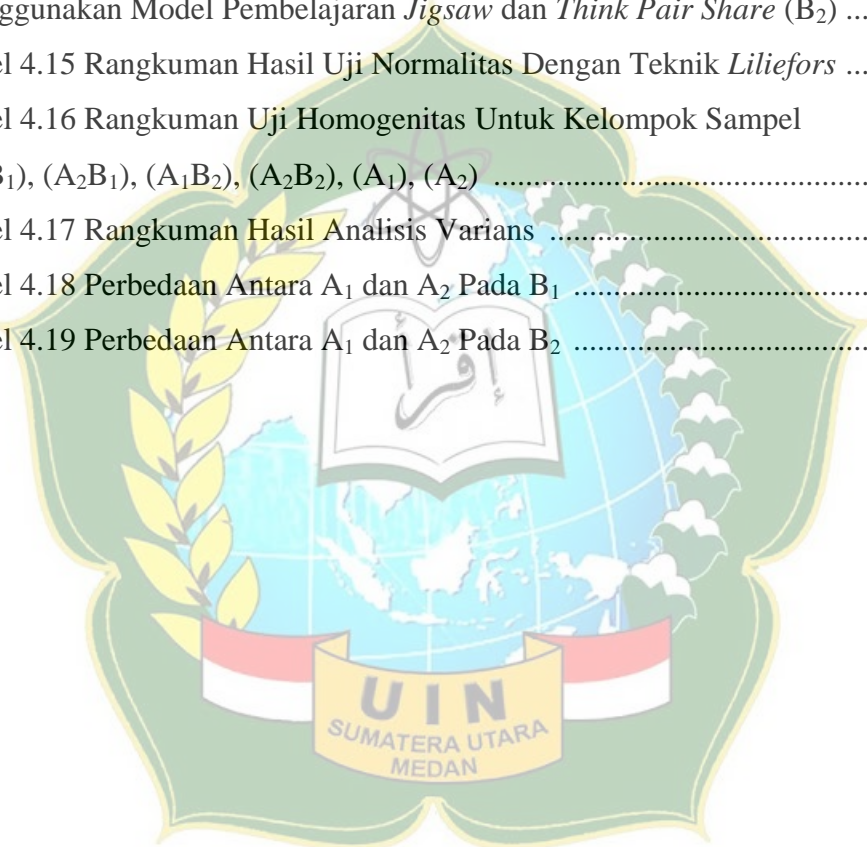 ggunakan Model Pembelajaran Jigsaw dan Think Pair Share (B₂) ...
el 4.15 Rangkuman Hasil Uji Normalitas Dengan Teknik Liliefors ...
el 4.16 Rangkuman Uji Homogenitas Untuk Kelompok Sampel
B₁), (A₂B₁), (A₁B₂), (A₂B₂), (A₁), (A₂) ..........................................
el 4.17 Rangkuman Hasil Analisis Varians ...................................
el 4.18 Perbedaan Antara A₁ dan A₂ Pada B₁ ................................
el 4.19 Perbedaan Antara A₁ dan A₂ Pada B₂ ................................
إقرأ
UIN
SUMATERA UTARA
MEDAN